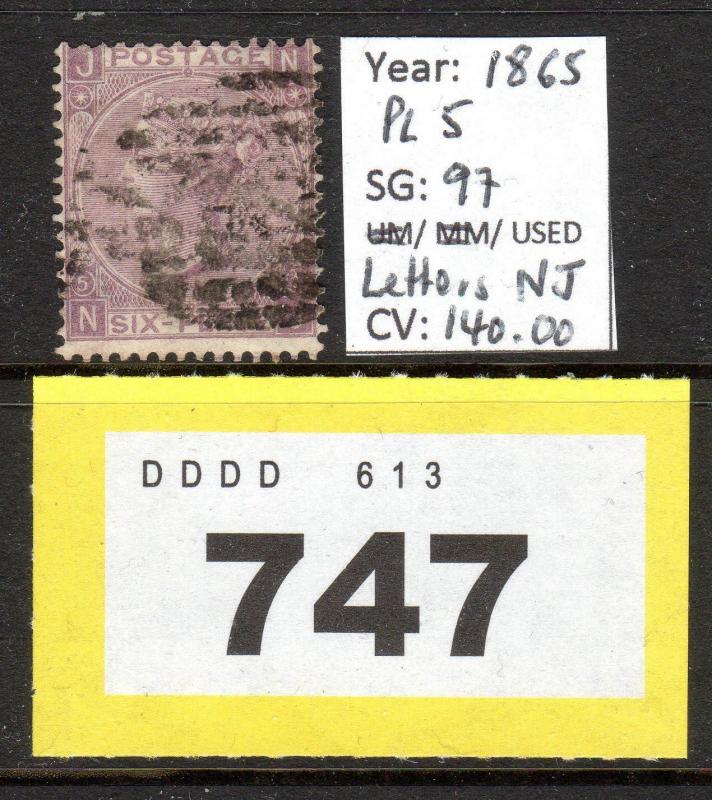 J POSTAGE N
5
N SIX-P
Year: 1865
PL 5
SG: 97
UM/ MM/ USED
Letters NJ
CV: 140.00
DDDD 613
747